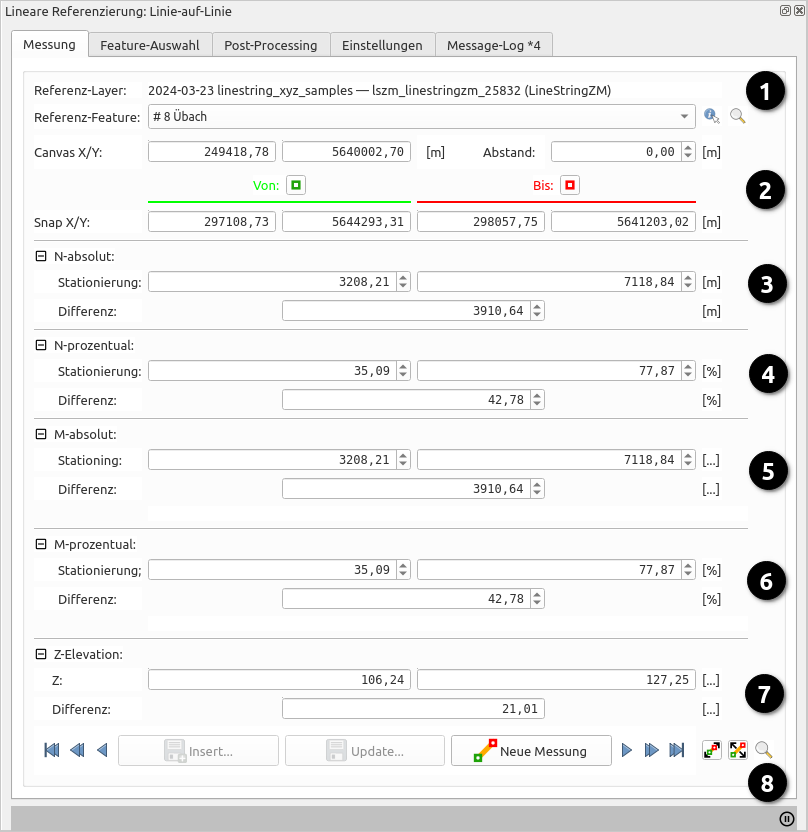 Lineare Referenzierung: Linie-auf-Linie
Messung Feature-Auswahl Post-Processing Einstellungen Message-Log *4
Referenz-Layer: 2024-03-23 linestring_xyz_samples — lszm_linestringzm_25832 (LineStringZM) 1
Referenz-Feature: # 8 Übach
Canvas X/Y: 249418,78 5640002,70 [m] Abstand: 0,00 [m]
Von: Bis: 2
Snap X/Y: 297108,73 5644293,31 298057,75 5641203,02 [m]
N-absolut:
Stationierung: 3208,21 7118,84 [m] 3
Differenz: 3910,64 [m]
N-prozentual:
Stationierung: 35,09 77,87 [%] 4
Differenz: 42,78 [%]
M-absolut:
Stationing: 3208,21 7118,84 [...] 5
Differenz: 3910,64 [...]
M-prozentual:
Stationierung; 35,09 77,87 [%] 6
Differenz: 42,78 [%]
Z-Elevation:
Z: 106,24 127,25 [...] 7
Differenz: 21,01 [...]
Insert... Update... Neue Messung
8